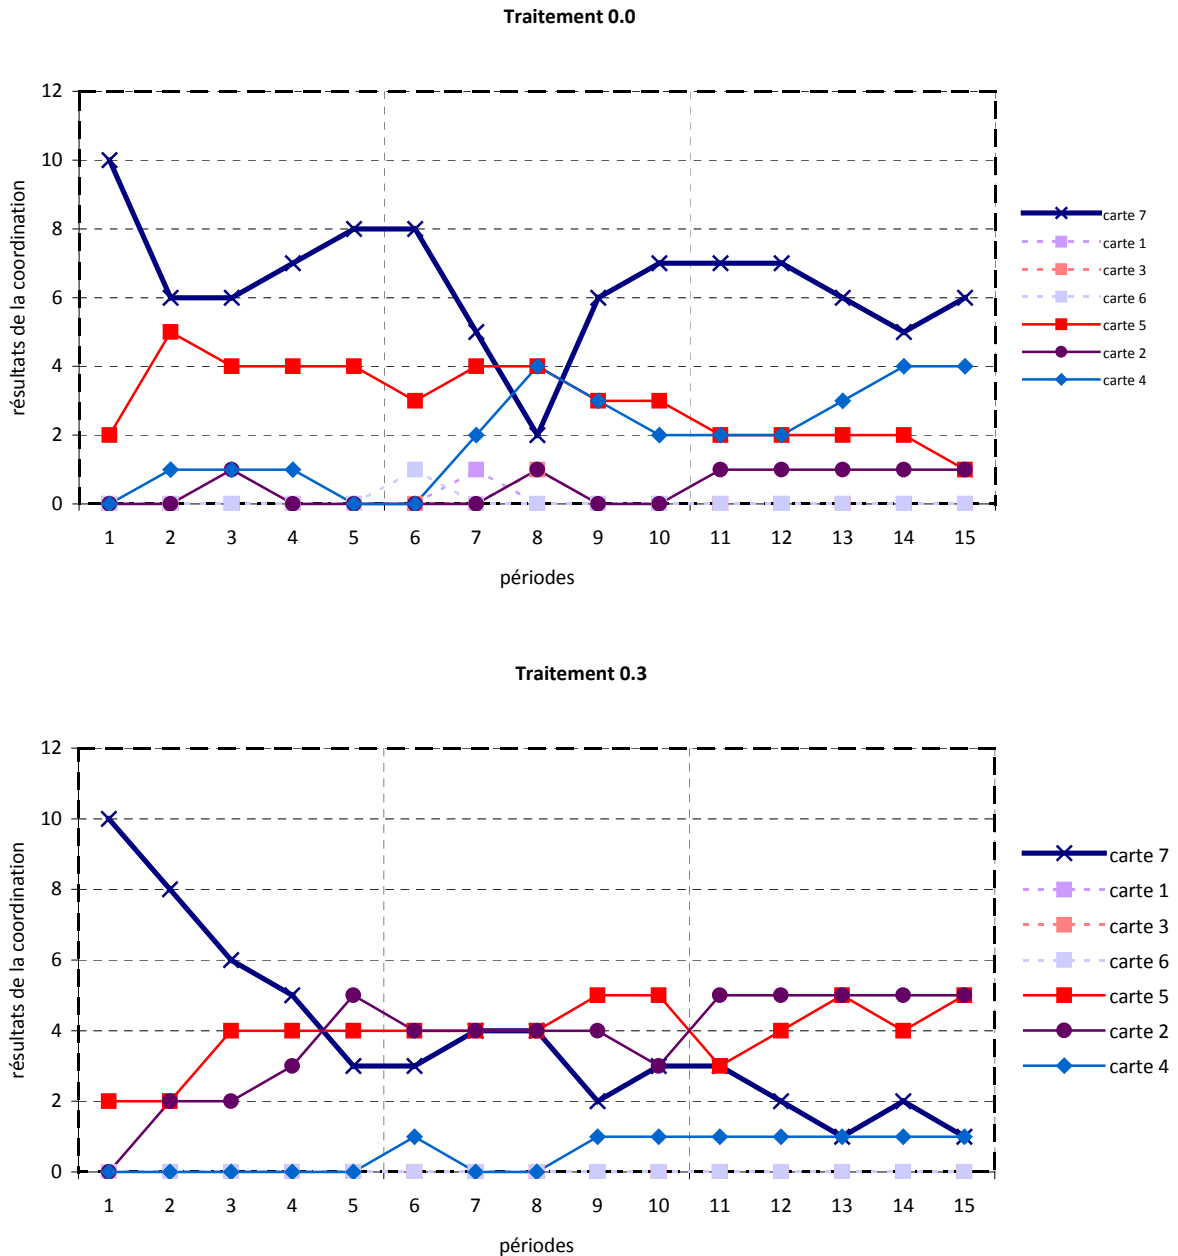 Traitement 0.0
résultats de la coordination
12
10
8
6
4
2
0
1 2 3 4 5 6 7 8 9 10 11 12 13 14 15
périodes
carte 7
carte 1
carte 3
carte 6
carte 5
carte 2
carte 4
Traitement 0.3
résultats de la coordination
12
10
8
6
4
2
0
1 2 3 4 5 6 7 8 9 10 11 12 13 14 15
périodes
carte 7
carte 1
carte 3
carte 6
carte 5
carte 2
carte 4